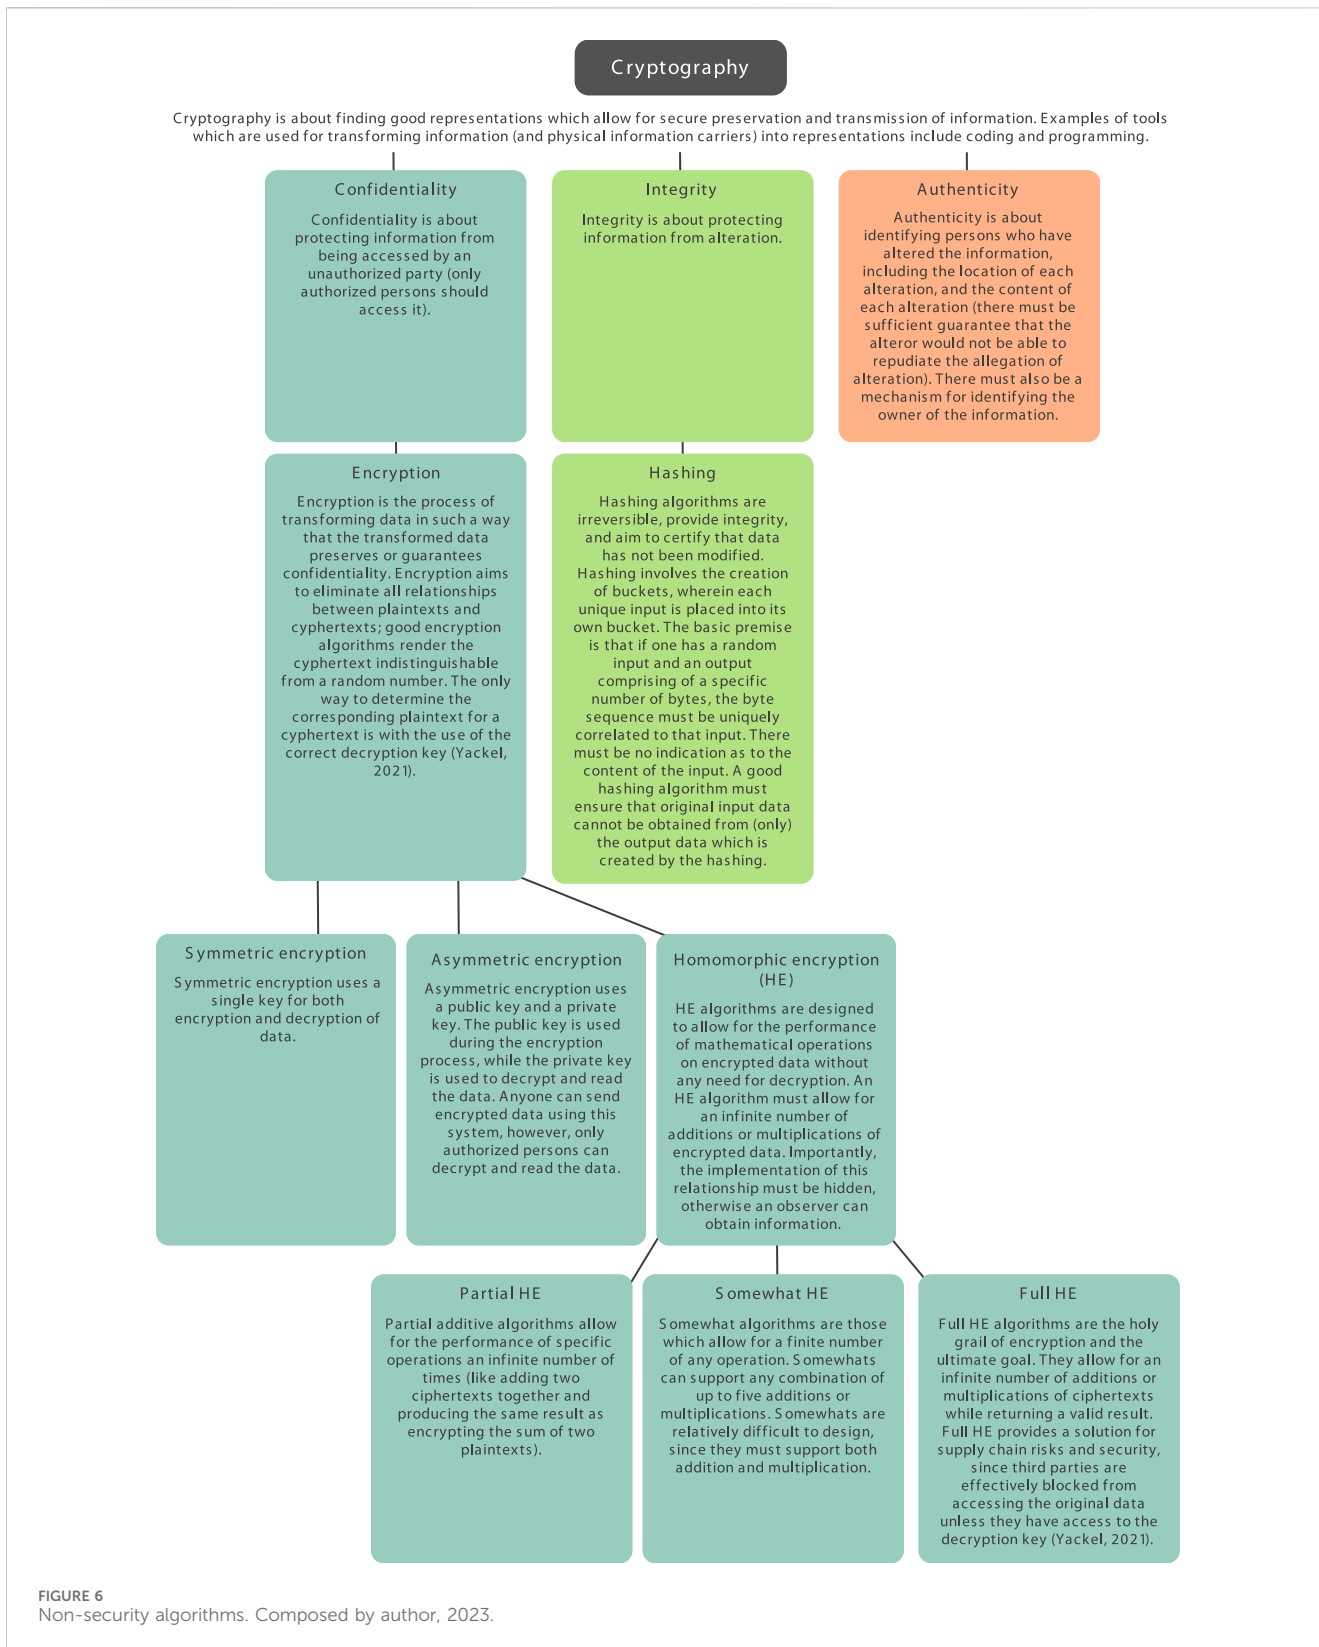 Cryptography
Cryptography is about finding good representations which allow for secure preservation and transmission of information. Examples of tools
which are used for transforming information (and physical information carriers) into representations include coding and programming.
Confidentiality
Confidentiality is about
protecting information from
being accessed by an
unauthorized party (only
authorized persons should
access it).
Integrity
Integrity is about protecting
information from alteration.
Authenticity
Authenticity is about
identifying persons who have
altered the information,
including the location of each
alteration, and the content of
each alteration (there must be
sufficient guarantee that the
alteror would not be able to
repudiate the allegation of
alteration). There must also be a
mechanism for identifying the
owner of the information.
Encryption
Encryption is the process of
transforming data in such a way
that the transformed data
preserves or guarantees
confidentiality. Encryption aims
to eliminate all relationships
between plaintexts and
cyphertexts; good encryption
algorithms render the
cyphertext indistinguishable
from a random number. The only
way to determine the
corresponding plaintext for a
cyphertext is with the use of the
correct decryption key (Yackel,
2021).
Hashing
Hashing algorithms are
irreversible, provide integrity,
and aim to certify that data
has not been modified.
Hashing involves the creation
of buckets, wherein each
unique input is placed into its
own bucket. The basic premise
is that if one has a random
input and an output
comprising of a specific
number of bytes, the byte
sequence must be uniquely
correlated to that input. There
must be no indication as to the
content of the input. A good
hashing algorithm must
ensure that original input data
cannot be obtained from (only)
the output data which is
created by the hashing.
Symmetric encryption
Symmetric encryption uses a
single key for both
encryption and decryption of
data.
Asymmetric encryption
Asymmetric encryption uses
a public key and a private
key. The public key is used
during the encryption
process, while the private key
is used to decrypt and read
the data. Anyone can send
encrypted data using this
system, however, only
authorized persons can
decrypt and read the data.
Homomorphic encryption
(HE)
HE algorithms are designed
to allow for the performance
of mathematical operations
on encrypted data without
any need for decryption. An
HE algorithm must allow for
an infinite number of
additions or multiplications of
encrypted data. Importantly,
the implementation of this
relationship must be hidden,
otherwise an observer can
obtain information.
Partial HE
Partial additive algorithms allow
for the performance of specific
operations an infinite number of
times (like adding two
ciphertexts together and
producing the same result as
encrypting the sum of two
plaintexts).
Somewhat HE
Somewhat algorithms are those
which allow for a finite number
of any operation. Somewhats
can support any combination of
up to five additions or
multiplications. Somewhats are
relatively difficult to design,
since they must support both
addition and multiplication.
Full HE
Full HE algorithms are the holy
grail of encryption and the
ultimate goal. They allow for an
infinite number of additions or
multiplications of ciphertexts
while returning a valid result.
Full HE provides a solution for
supply chain risks and security,
since third parties are
effectively blocked from
accessing the original data
unless they have access to the
decryption key (Yackel, 2021).
FIGURE 6
Non-security algorithms. Composed by author, 2023.